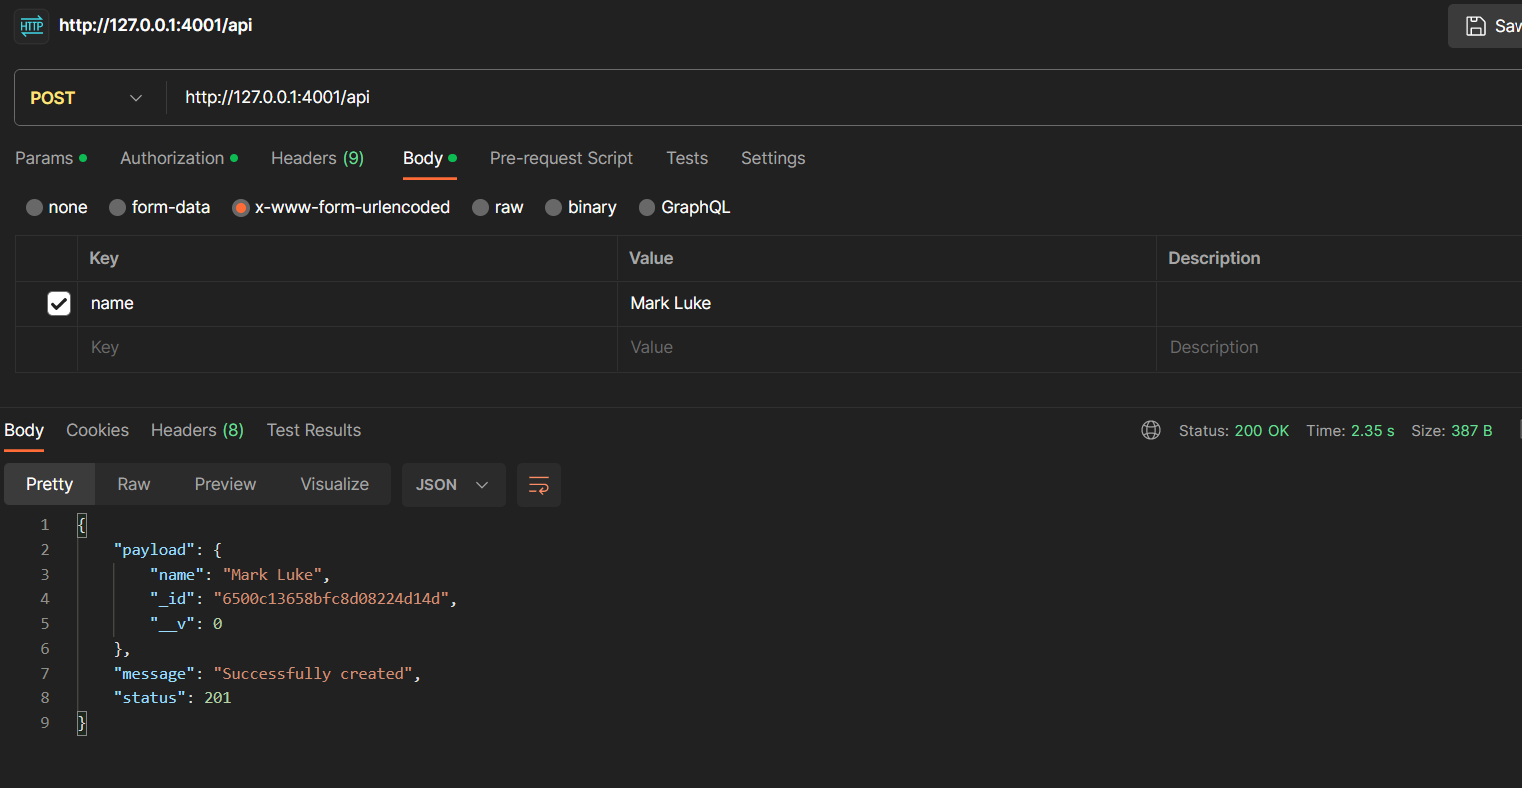 HTTP http://127.0.0.1:4001/api
POST http://127.0.0.1:4001/api
Params Authorization Headers (9) Body Pre-request Script Tests Settings
none form-data x-www-form-urlencoded raw binary GraphQL
Key Value Description
name Mark Luke
Key Value Description
Body Cookies Headers (8) Test Results Status: 200 OK Time: 2.35 s Size: 387 B
Pretty Raw Preview Visualize JSON
1 {
2 "payload": {
3 "name": "Mark Luke",
4 "_id": "6500c13658bfc8d08224d14d",
5 "__v": 0
6 },
7 "message": "Successfully created",
8 "status": 201
9 }